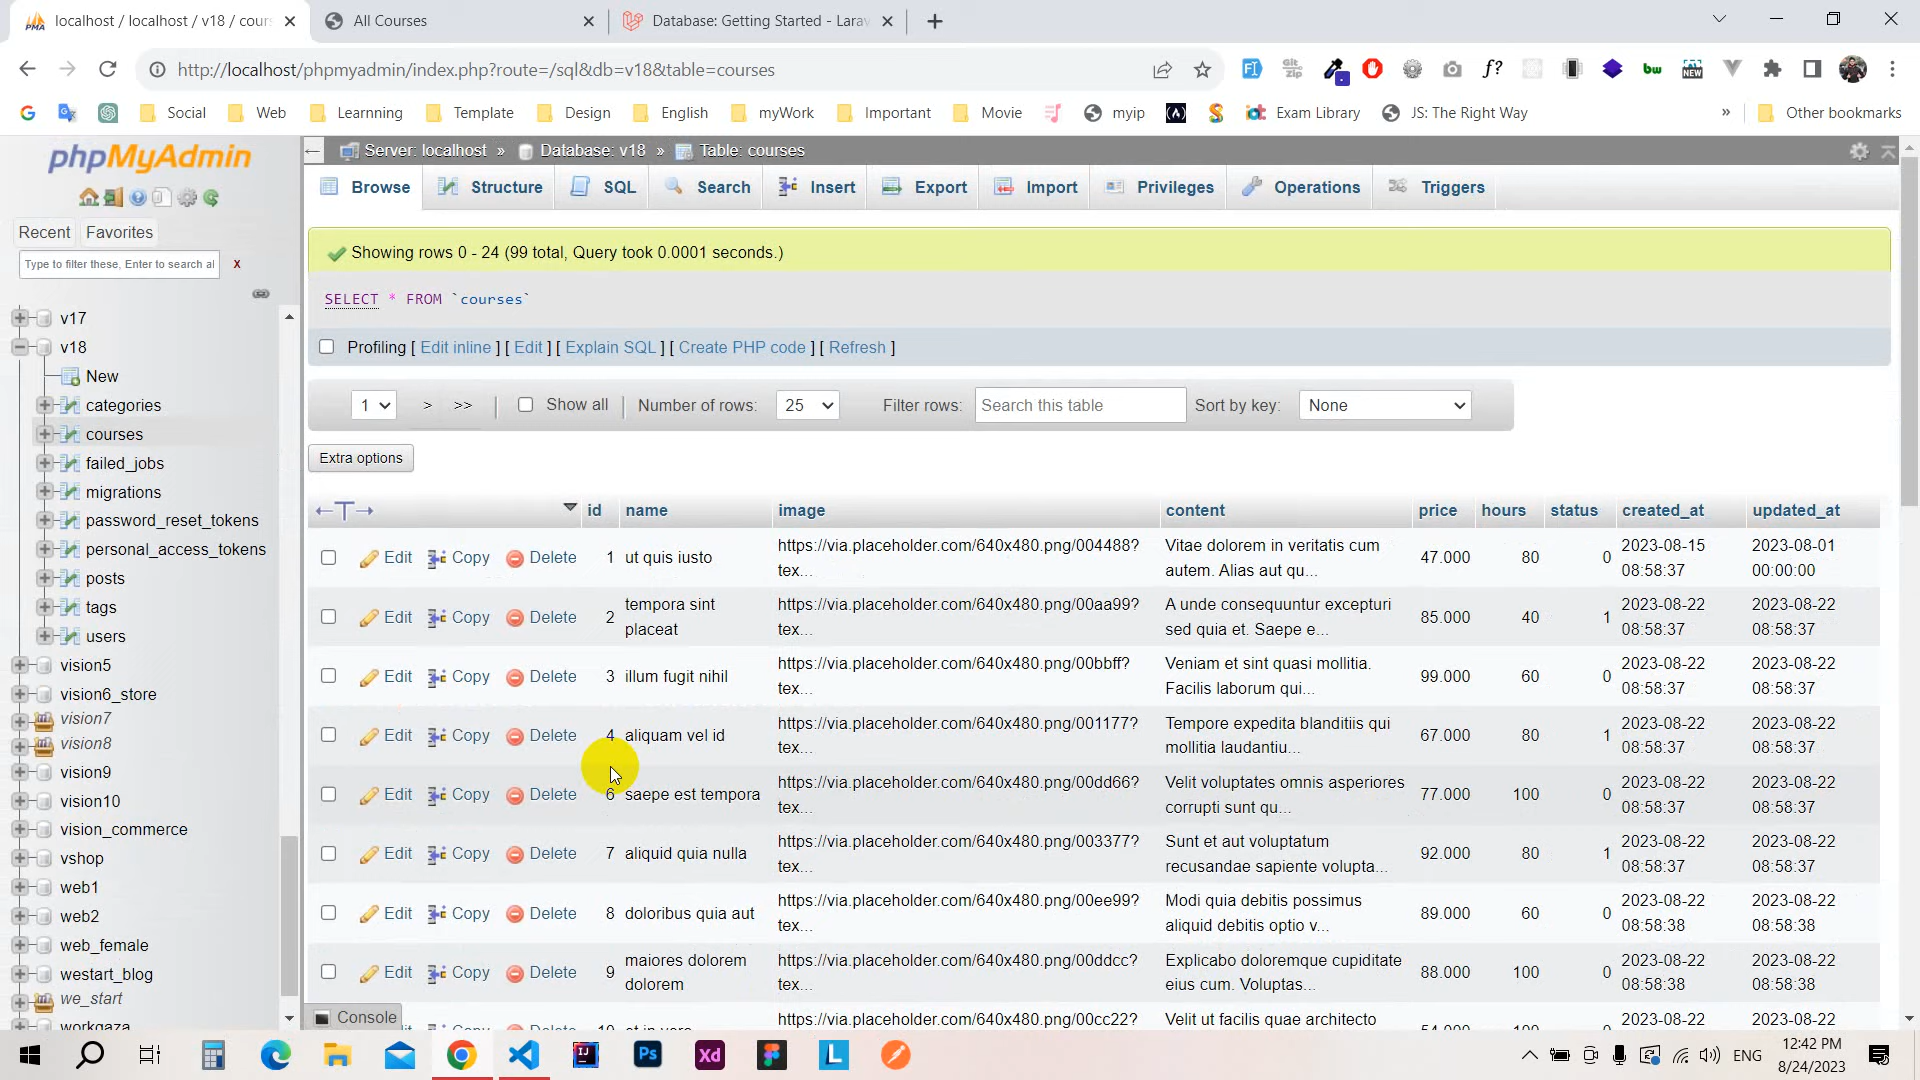 localhost / localhost / v18 / cour
All Courses
Database: Getting Started - Larav
http://localhost/phpmyadmin/index.php?route=/sql&db=v18&table=courses
Social
Web
Learnning
Template
Design
English
myWork
Important
Movie
myip
Exam Library
JS: The Right Way
»
Other bookmarks
phpMyAdmin
Recent
Favorites
Type to filter these, Enter to search al
X
v17
v18
New
categories
courses
failed_jobs
migrations
password_reset_tokens
personal_access_tokens
posts
tags
users
vision5
vision6_store
vision7
vision8
vision9
vision10
vision_commerce
vshop
web1
web2
web_female
westart_blog
we_start
workgaza
Server: localhost » Database: v18 » Table: courses
Browse
Structure
SQL
Search
Insert
Export
Import
Privileges
Operations
Triggers
Showing rows 0 - 24 (99 total, Query took 0.0001 seconds.)
SELECT * FROM `courses`
Profiling [ Edit inline ] [ Edit ] [ Explain SQL ] [ Create PHP code ] [ Refresh ]
1 > >> Show all Number of rows: 25 Filter rows: Search this table Sort by key: None
Extra options
id name image content price hours status created_at updated_at
Edit Copy Delete 1 ut quis iusto https://via.placeholder.com/640x480.png/004488? tex... Vitae dolorem in veritatis cum autem. Alias aut qu... 47.000 80 0 2023-08-15 08:58:37 2023-08-01 00:00:00
Edit Copy Delete 2 tempora sint placeat https://via.placeholder.com/640x480.png/00aa99? tex... A unde consequuntur excepturi sed quia et. Saepe e... 85.000 40 1 2023-08-22 08:58:37 2023-08-22 08:58:37
Edit Copy Delete 3 illum fugit nihil https://via.placeholder.com/640x480.png/00bbff? tex... Veniam et sint quasi mollitia. Facilis laborum qui... 99.000 60 0 2023-08-22 08:58:37 2023-08-22 08:58:37
Edit Copy Delete 4 aliquam vel id https://via.placeholder.com/640x480.png/001177? tex... Tempore expedita blanditiis qui mollitia laudantiu... 67.000 80 1 2023-08-22 08:58:37 2023-08-22 08:58:37
Edit Copy Delete 6 saepe est tempora https://via.placeholder.com/640x480.png/00dd66? tex... Velit voluptates omnis asperiores corrupti sunt qu... 77.000 100 0 2023-08-22 08:58:37 2023-08-22 08:58:37
Edit Copy Delete 7 aliquid quia nulla https://via.placeholder.com/640x480.png/003377? tex... Sunt et aut voluptatum recusandae sapiente volupta... 92.000 80 1 2023-08-22 08:58:37 2023-08-22 08:58:37
Edit Copy Delete 8 doloribus quia aut https://via.placeholder.com/640x480.png/00ee99? tex... Modi quia debitis possimus aliquid debitis optio v... 89.000 60 0 2023-08-22 08:58:38 2023-08-22 08:58:38
Edit Copy Delete 9 maiores dolorem dolorem https://via.placeholder.com/640x480.png/00ddcc? tex... Explicabo doloremque cupiditate eius cum. Voluptas... 88.000 100 0 2023-08-22 08:58:38 2023-08-22 08:58:38
https://via.placeholder.com/640x480.png/00cc22? Velit ut facilis quae architecto 2023-08-22 2023-08-22
Console
ENG
12:42 PM
8/24/2023